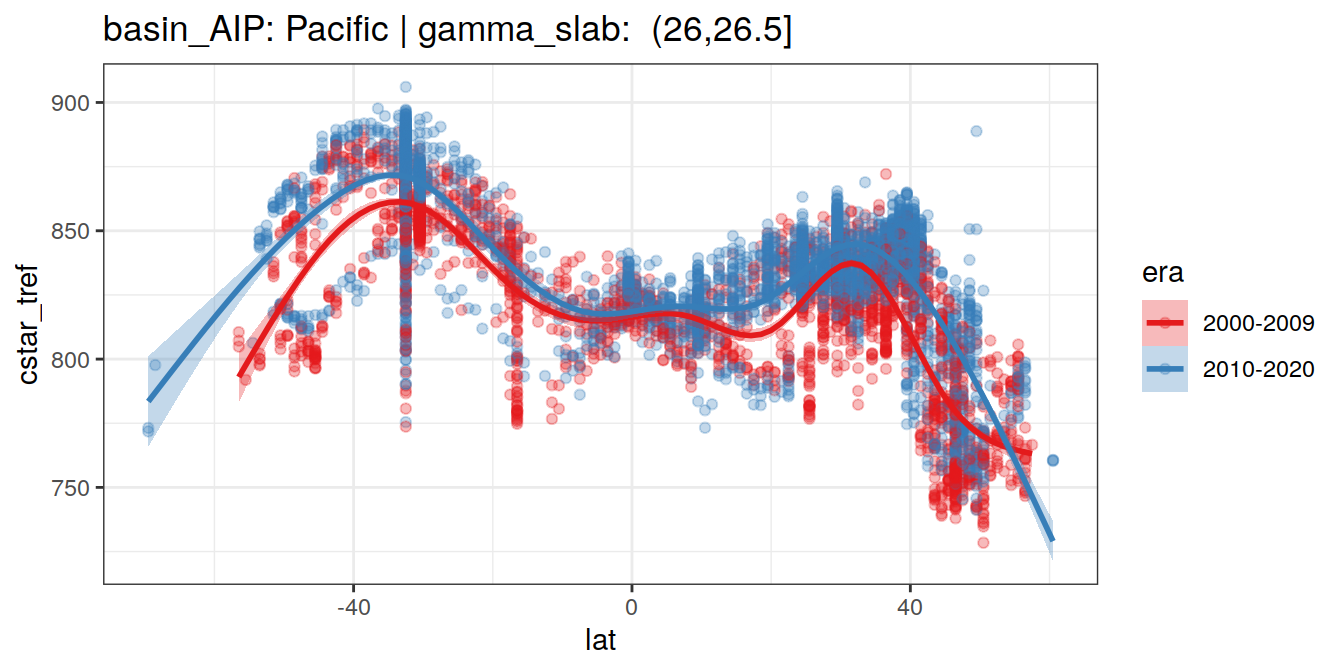 basin_AIP: Pacific | gamma_slab:  (26,26.5]
900
850
800
750
cstar_tref
-40
0
40
lat
era
2000-2009
2010-2020